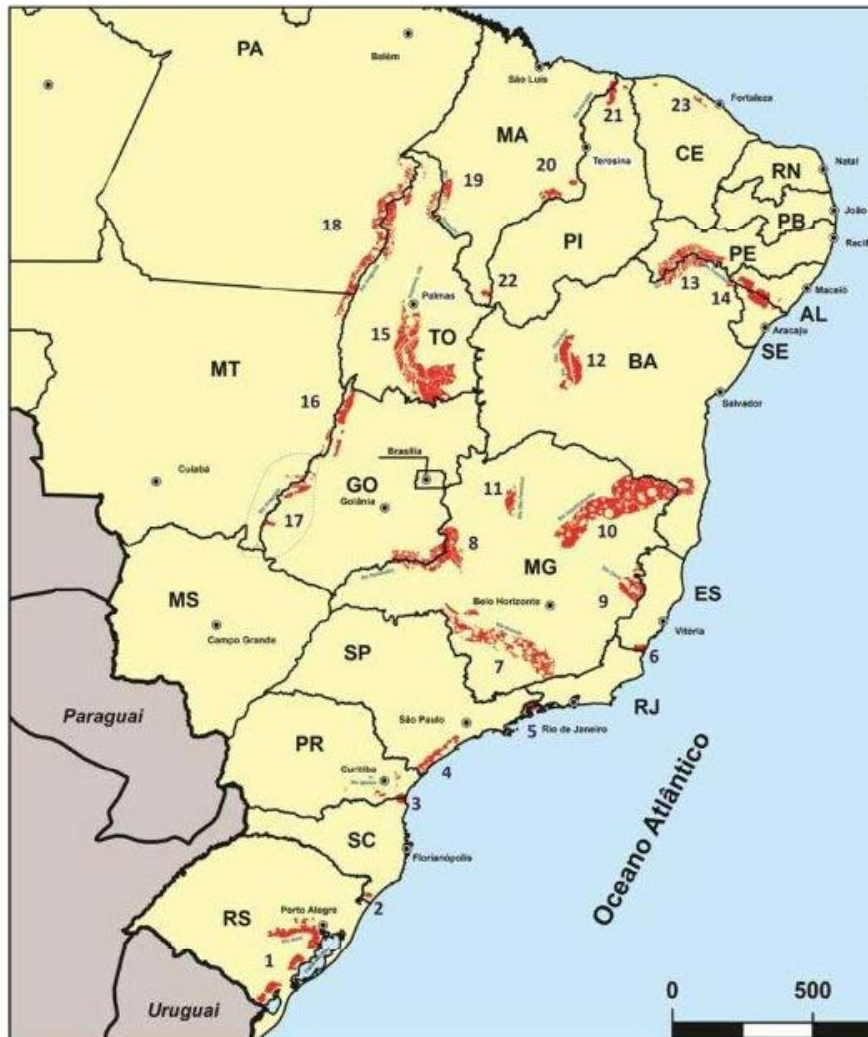 PA
Belém
São Luís
Fortaleza
23
21
MA
Teresina
CE
Natal
RN
20
19
João
PB
18
Racif
PI
PE
22
13
14
Maceió
Palmas
AL
15
TO
Aracaju
SE
12
BA
MT
16
Salvador
Brasília
Cuiabá
GO
11
Goiânia
17
10
8
MG
MS
9
ES
Belo Horizonte
Campo Grande
Vitória
SP
7
6
São Paulo
RJ
Paraguai
5
Rio de Janeiro
PR
4
Curitiba
3
SC
Florianópolis
2
Porto Alegre
RS
1
Oceano Atlântico
Uruguai
0
500